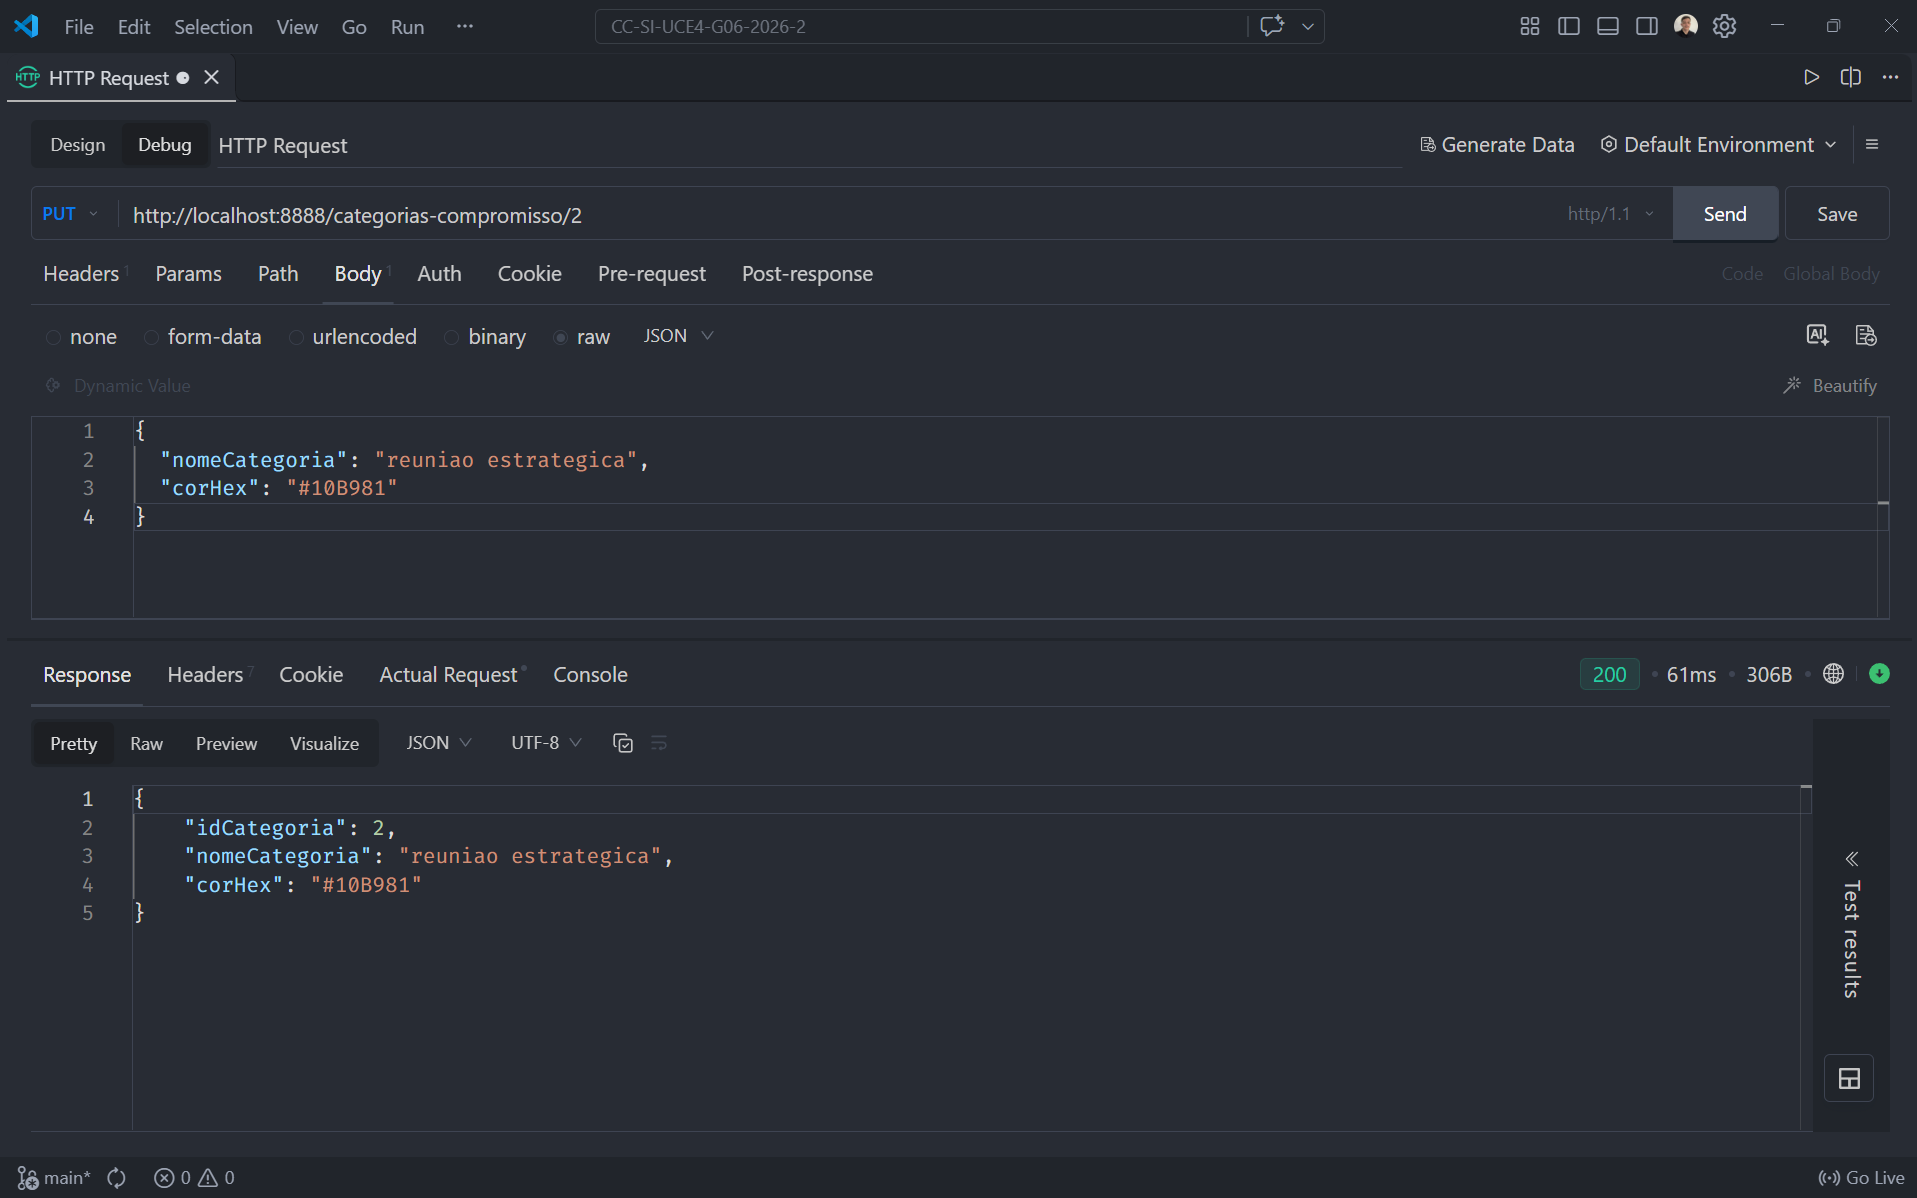 File Edit Selection View Go Run ··· CC-SI-UCE4-G06-2026-2
HTTP HTTP Request
Design Debug HTTP Request Generate Data Default Environment
PUT http://localhost:8888/categorias-compromisso/2 http/1.1 Send Save
Headers 1 Params Path Body 1 Auth Cookie Pre-request Post-response Code Global Body
none form-data urlencoded binary raw JSON AI
Dynamic Value Beautify
1 {
2 "nomeCategoria": "reuniao estrategica",
3 "corHex": "#10B981"
4 }
Response Headers 7 Cookie Actual Request Console 200 61ms 306B
Pretty Raw Preview Visualize JSON UTF-8
1 {
2 "idCategoria": 2,
3 "nomeCategoria": "reuniao estrategica",
4 "corHex": "#10B981"
5 }
Test results
main* 0 0 Go Live